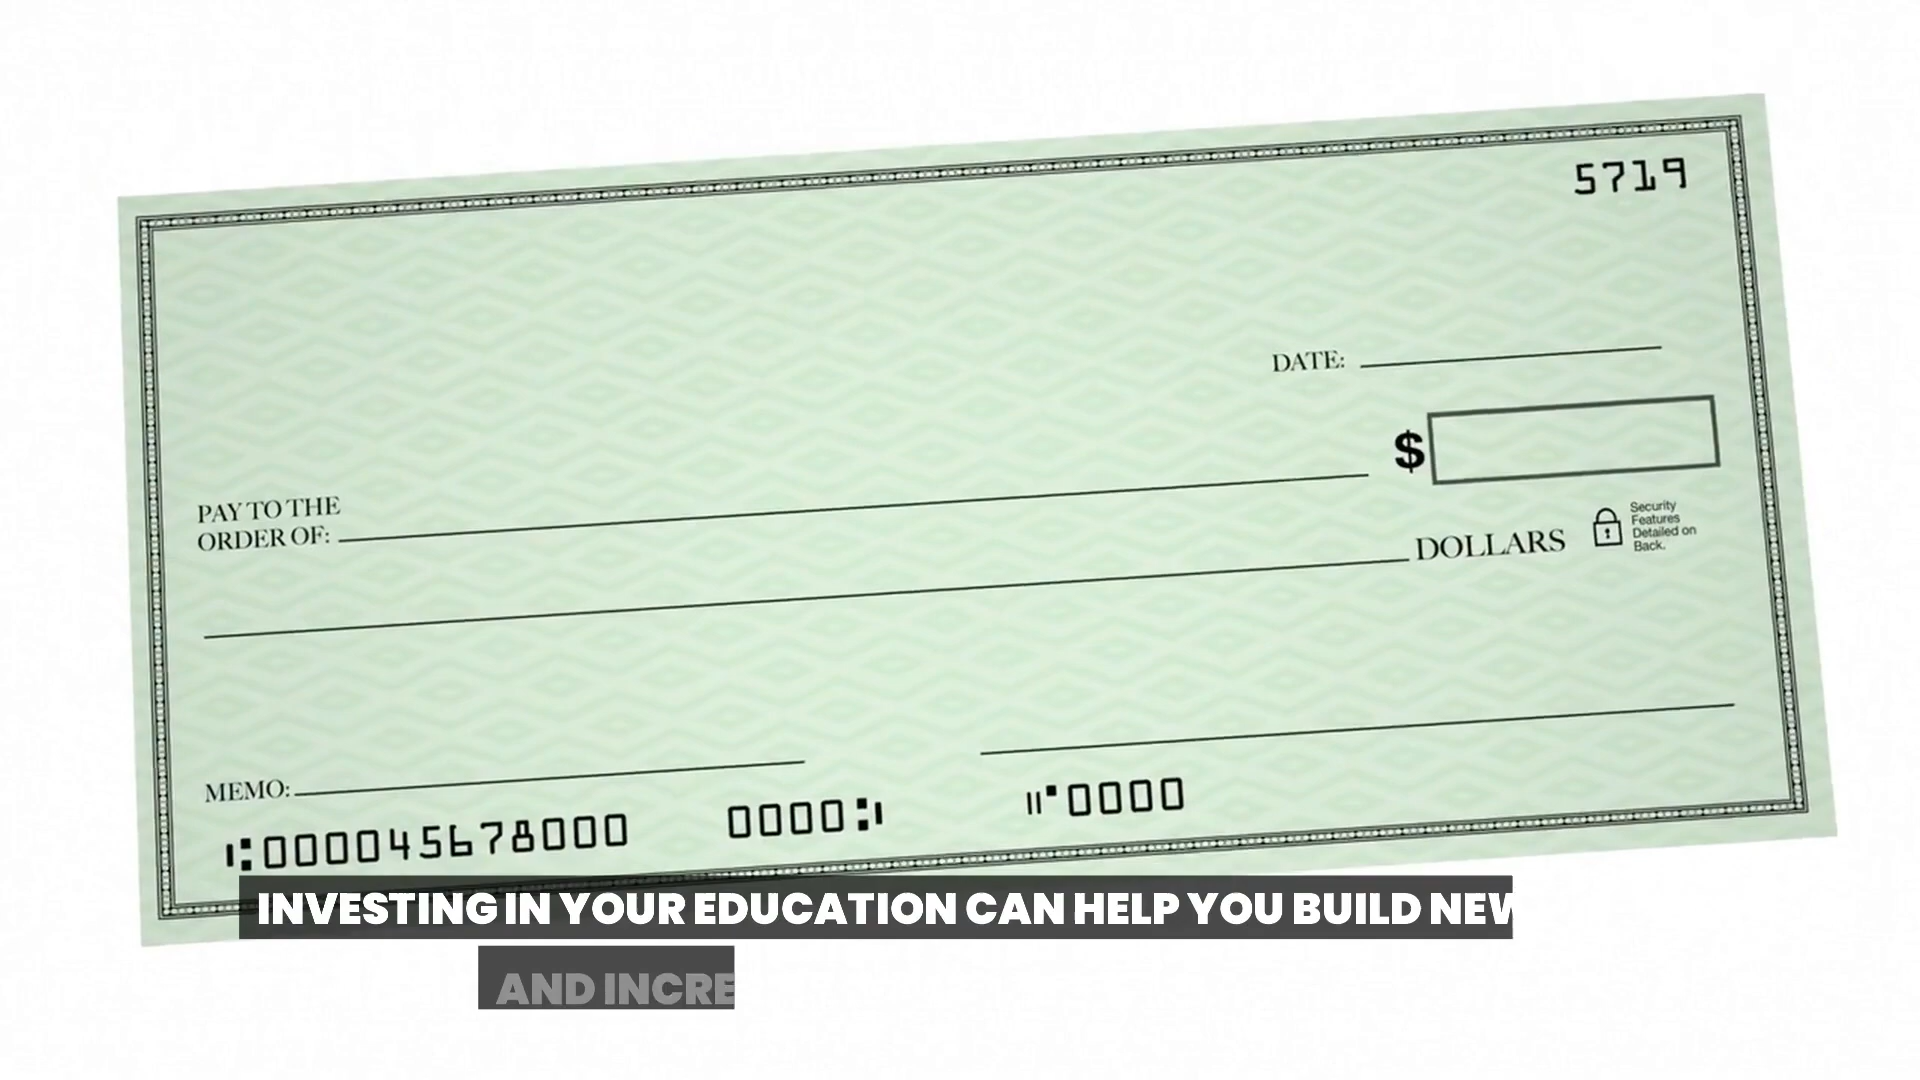 5719
DATE:
$
PAY TO THE
ORDER OF:
DOLLARS
Security
Features
Detailed on
Back.
MEMO:
⑆000045678000 0000⑆ ⑈0000
INVESTING IN YOUR EDUCATION CAN HELP YOU BUILD NEW
AND INCRE